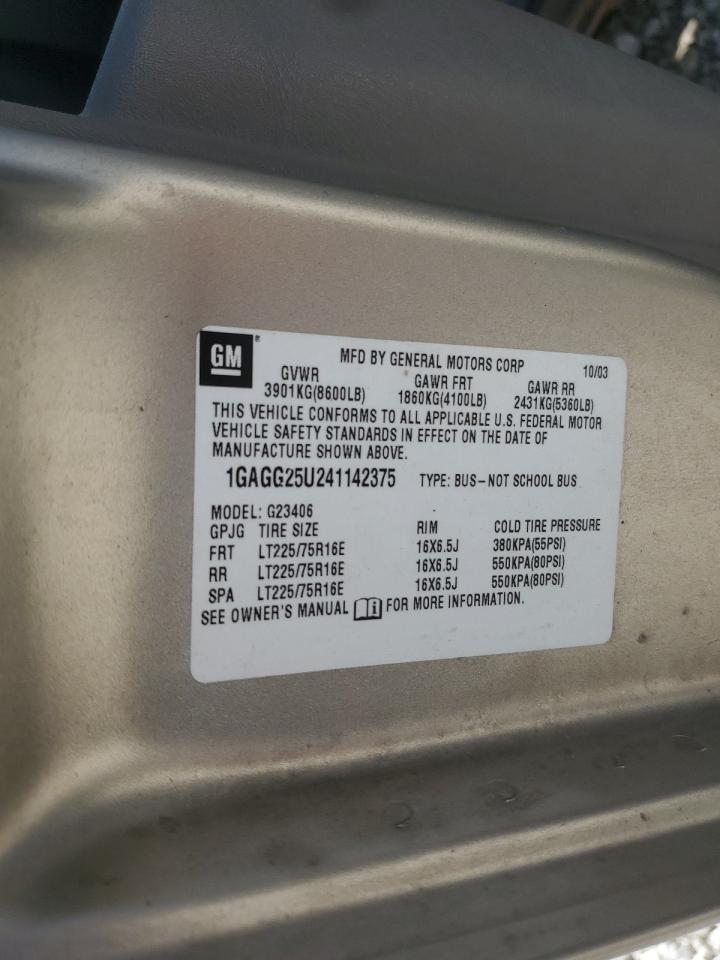 GM
MFD BY GENERAL MOTORS CORP 10/03
GVWR GAWR FRT GAWR RR
3901KG(8600LB) 1860KG(4100LB) 2431KG(5360LB)
THIS VEHICLE CONFORMS TO ALL APPLICABLE U.S. FEDERAL MOTOR
VEHICLE SAFETY STANDARDS IN EFFECT ON THE DATE OF
MANUFACTURE SHOWN ABOVE.
1GAGG25U241142375 TYPE: BUS-NOT SCHOOL BUS
MODEL: G23406
GPJG TIRE SIZE RIM COLD TIRE PRESSURE
FRT LT225/75R16E 16X6.5J 380KPA(55PSI)
RR LT225/75R16E 16X6.5J 550KPA(80PSI)
SPA LT225/75R16E 16X6.5J 550KPA(80PSI)
SEE OWNER'S MANUAL FOR MORE INFORMATION.